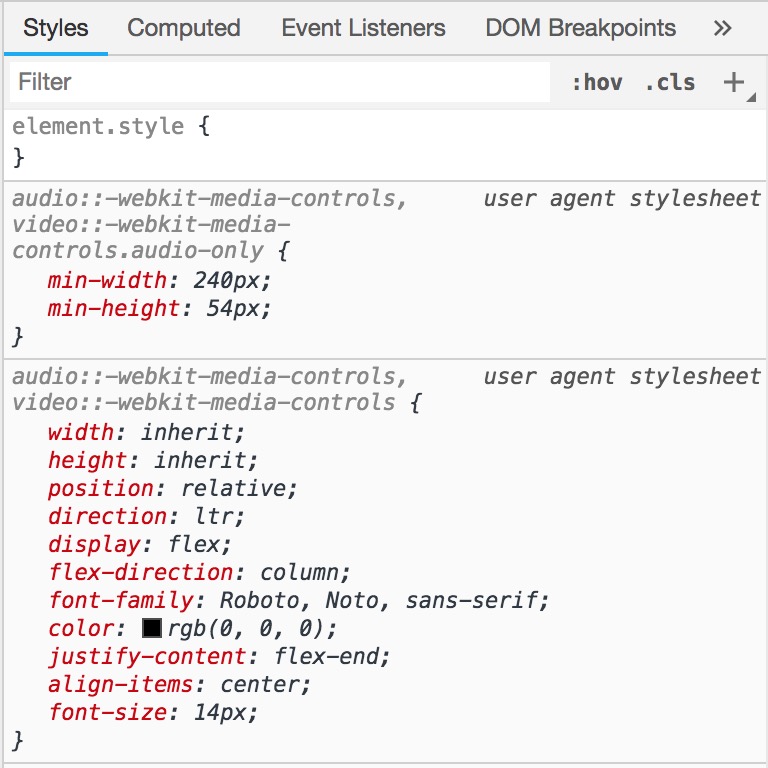 Styles Computed Event Listeners DOM Breakpoints »
Filter :hov .cls +
element.style {
}
audio::-webkit-media-controls, user agent stylesheet
video::-webkit-media-
controls.audio-only {
min-width: 240px;
min-height: 54px;
}
audio::-webkit-media-controls, user agent stylesheet
video::-webkit-media-controls {
width: inherit;
height: inherit;
position: relative;
direction: ltr;
display: flex;
flex-direction: column;
font-family: Roboto, Noto, sans-serif;
color: rgb(0, 0, 0);
justify-content: flex-end;
align-items: center;
font-size: 14px;
}